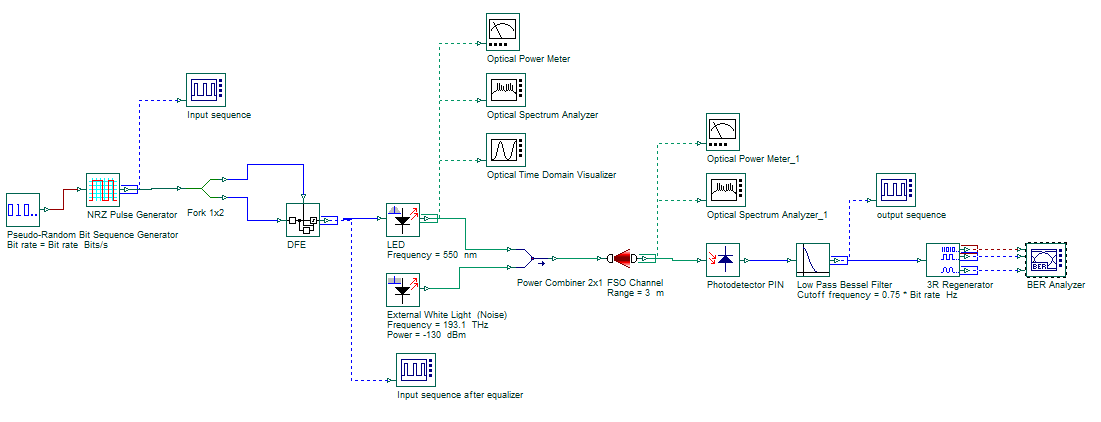 Optical Power Meter
Input sequence
Optical Spectrum Analyzer
Optical Power Meter_1
Optical Time Domain Visualizer
010..
NRZ Pulse Generator
Fork 1x2
Optical Spectrum Analyzer_1
output sequence
Pseudo-Random Bit Sequence Generator
Bit rate = Bit rate Bits/s
DFE
LED
Frequency = 550 nm
Power Combiner 2x1
FSO Channel
Range = 3 m
Photodetector PIN
Low Pass Bessel Filter
Cutoff frequency = 0.75 * Bit rate Hz
3R Regenerator
BER
BER Analyzer
External White Light (Noise)
Frequency = 193.1 THz
Power = -130 dBm
Input sequence after equalizer